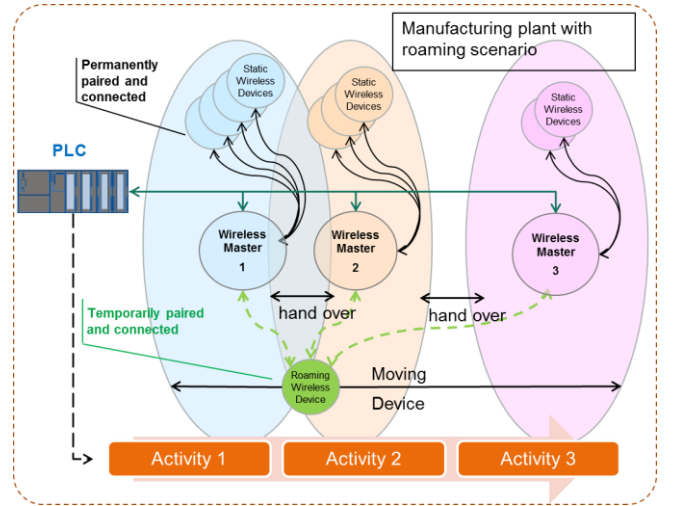 Manufacturing plant with
roaming scenario
Permanently
paired and
connected
Static
Wireless
Devices
Static
Wireless
Devices
Static
Wireless
Devices
PLC
Wireless
Master
1
Wireless
Master
2
Wireless
Master
3
Temporarily paired
and connected
hand over
hand over
Roaming
Wireless
Device
Moving
Device
Activity 1
Activity 2
Activity 3